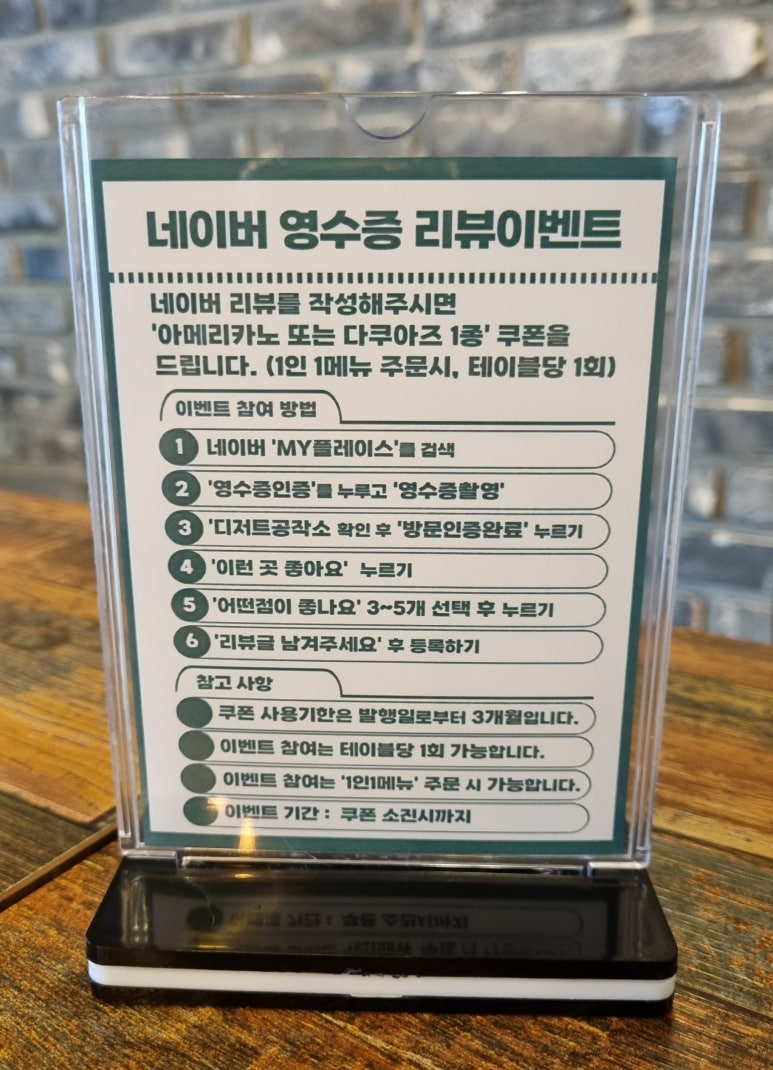 네이버 영수증 리뷰이벤트
네이버 리뷰를 작성해주시면
'아메리카노 또는 다쿠아즈 1종' 쿠폰을
드립니다. (1인 1메뉴 주문시, 테이블당 1회)
이벤트 참여 방법
1 네이버 'MY플레이스'를 검색
2 '영수증인증'를 누루고 '영수증촬영'
3 '디저트공작소 확인 후 '방문인증완료' 누르기
4 '이런 곳 좋아요' 누르기
5 '어떤점이 좋나요' 3~5개 선택 후 누르기
6 '리뷰글 남겨주세요' 후 등록하기
참고 사항
쿠폰 사용기한은 발행일로부터 3개월입니다.
이벤트 참여는 테이블당 1회 가능합니다.
이벤트 참여는 '1인1메뉴' 주문 시 가능합니다.
이벤트 기간 : 쿠폰 소진시까지